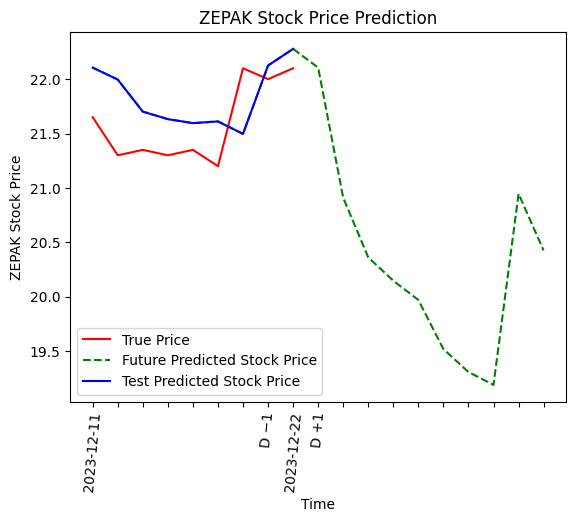 ZEPAK Stock Price Prediction
ZEPAK Stock Price
22.0
21.5
21.0
20.5
20.0
19.5
True Price
Future Predicted Stock Price
Test Predicted Stock Price
2023-12-11
D −1
2023-12-22
D +1
Time